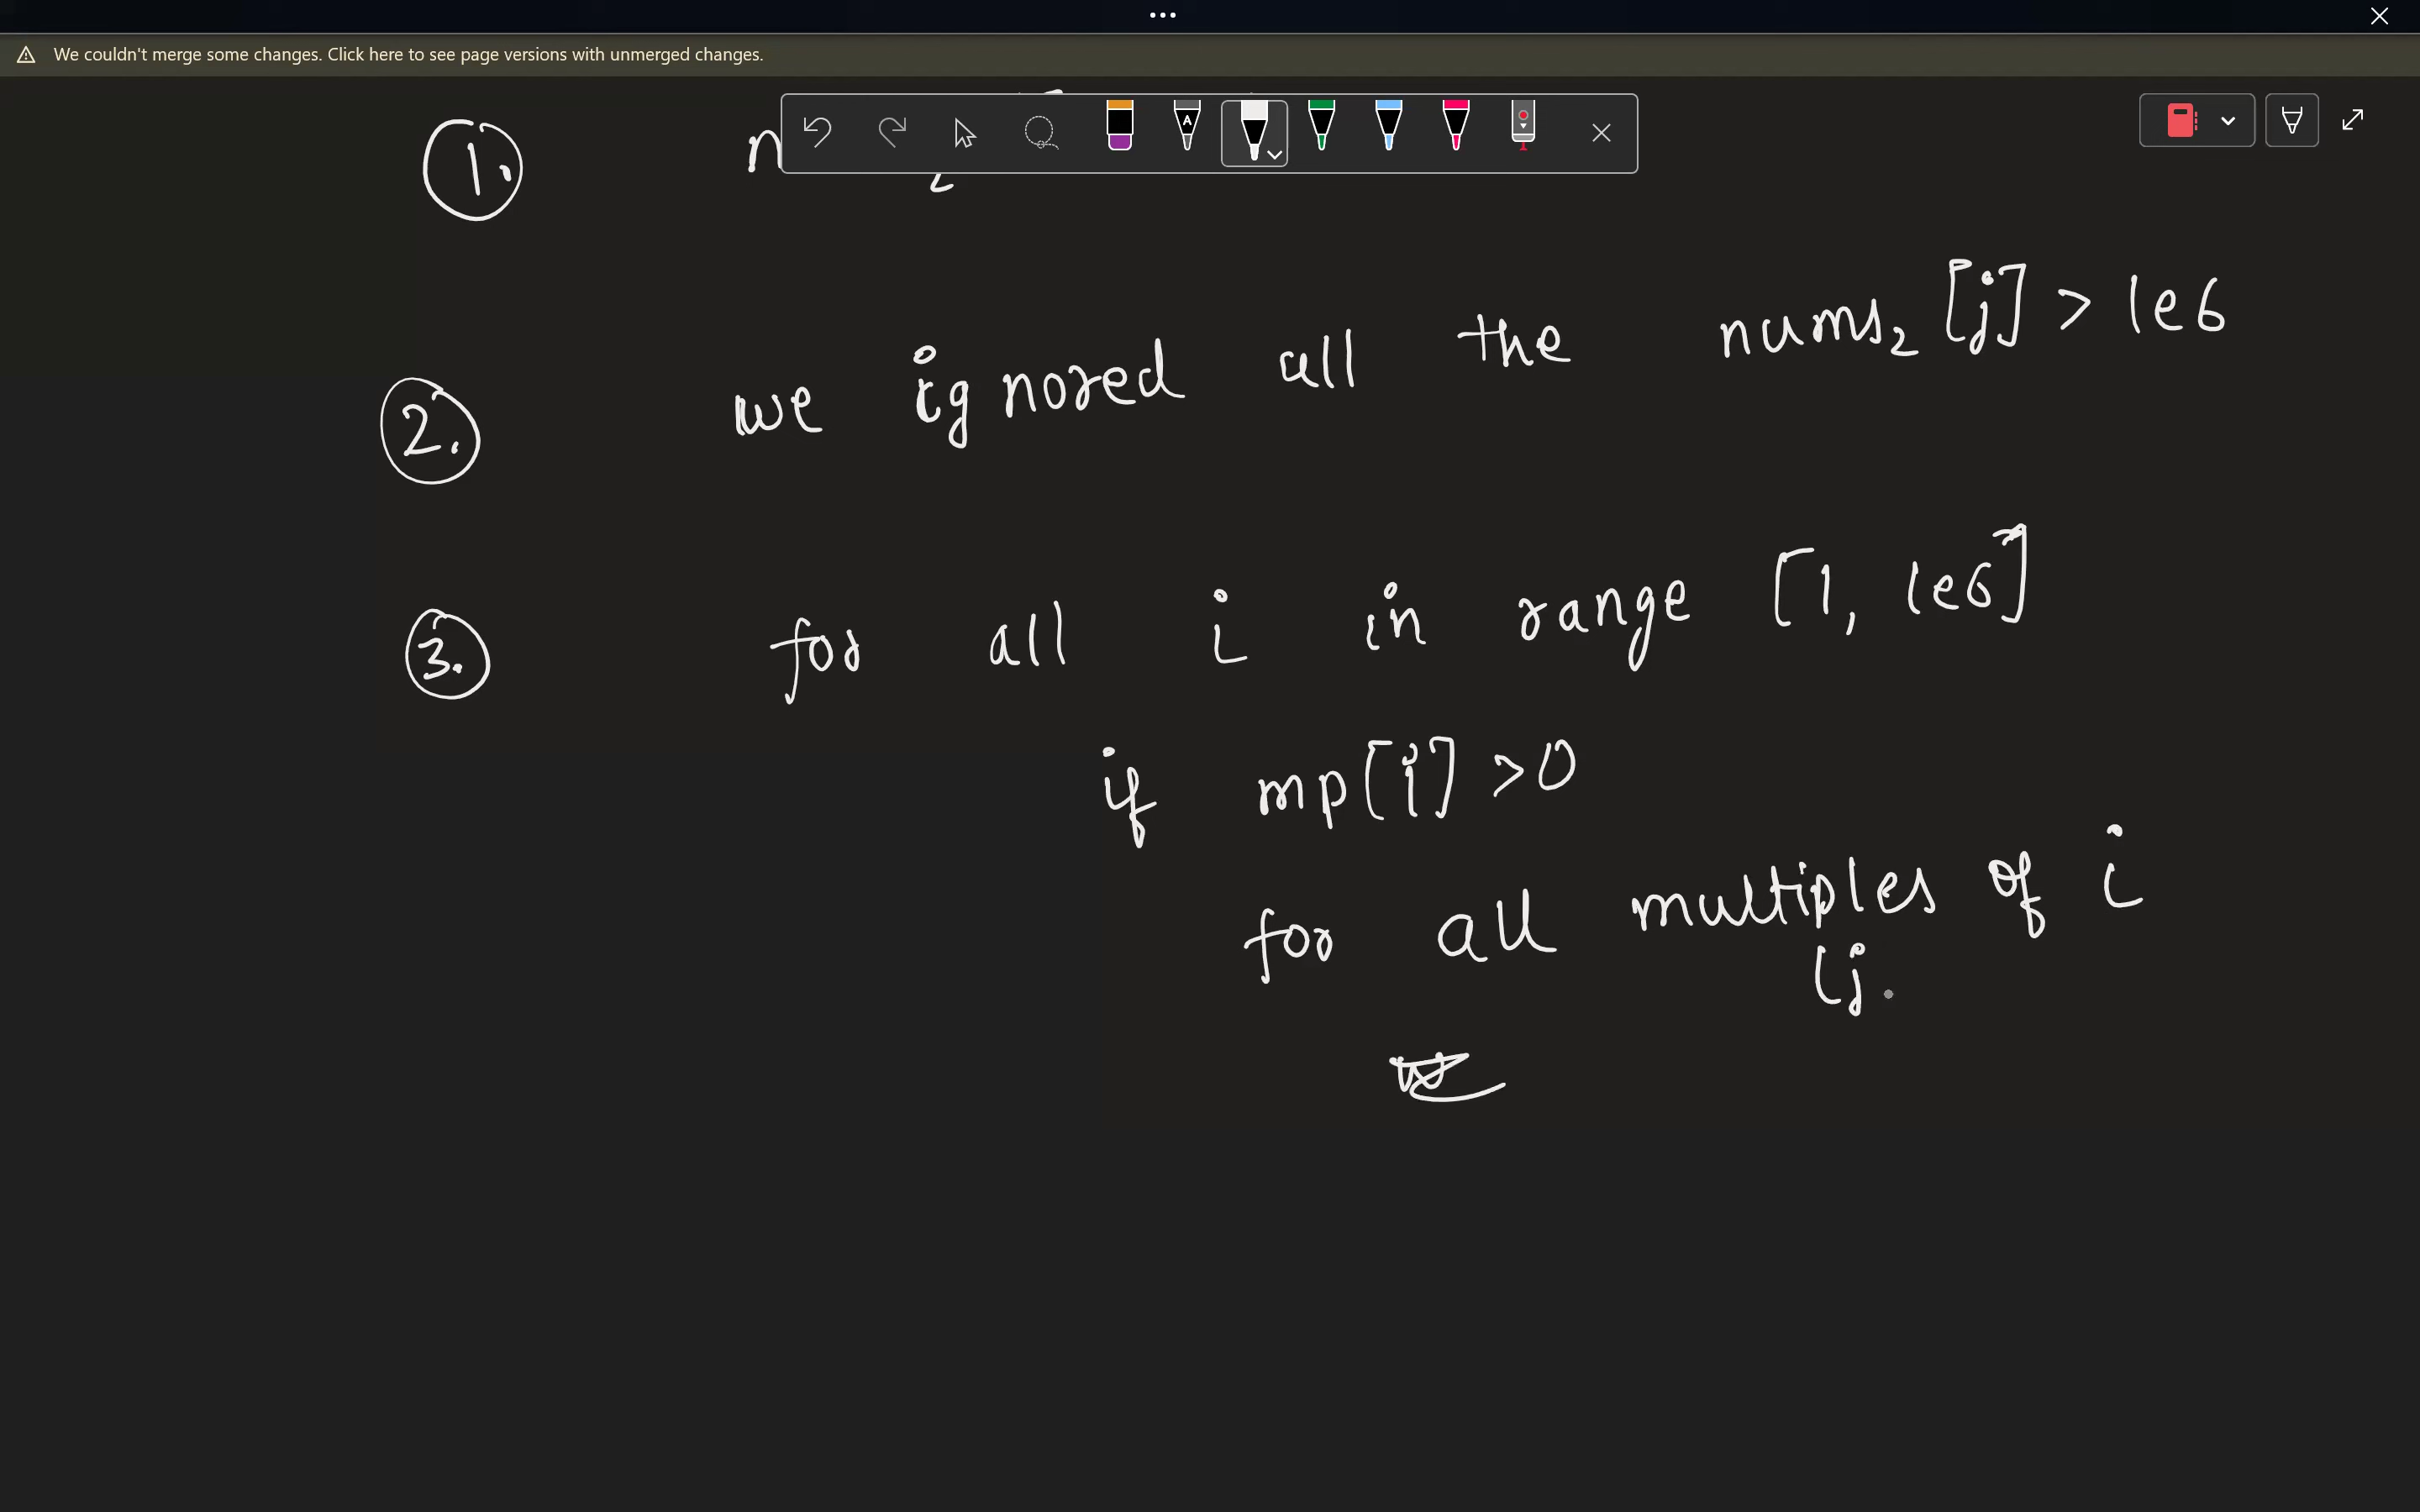 We couldn't merge some changes. Click here to see page versions with unmerged changes.
1.
2. we ignored all the nums2 [j] > 1e6
3. for all i in range [1, 1e6]
if mp[i] >0
for all multiples of i
(j.